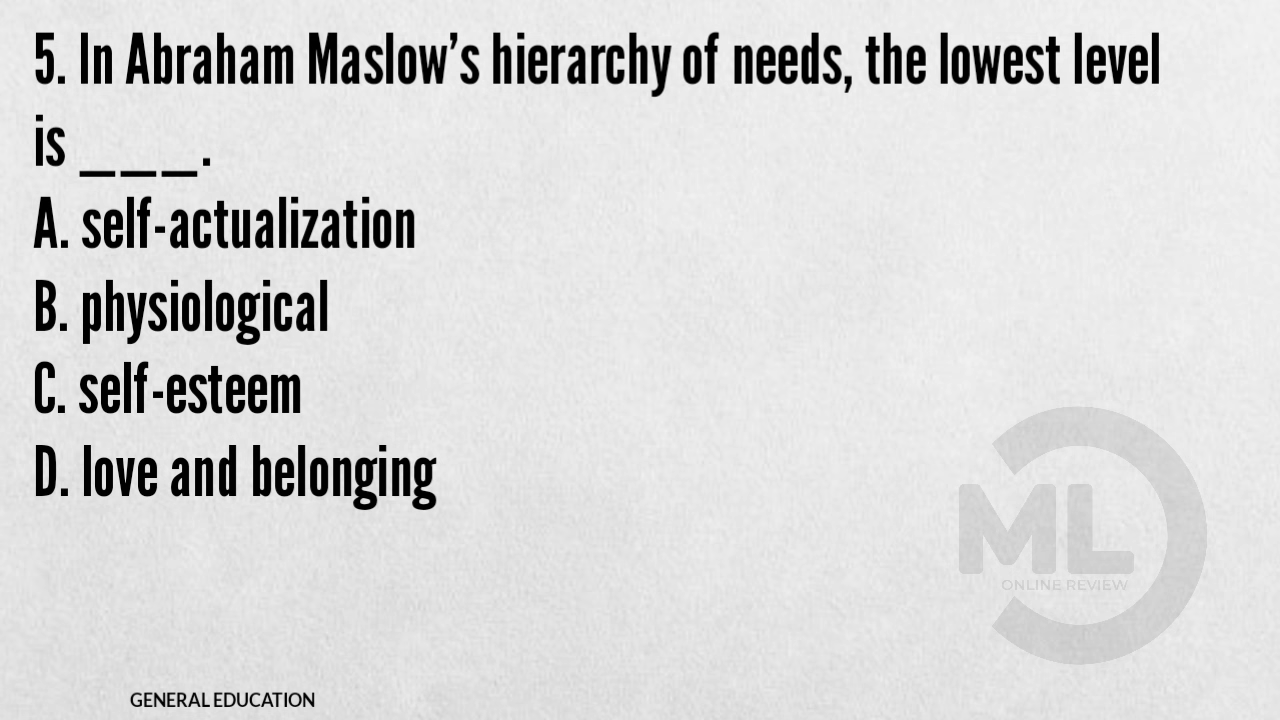 5. In Abraham Maslow’s hierarchy of needs, the lowest level
is ___.
A. self-actualization
B. physiological
C. self-esteem
D. love and belonging
ML
ONLINE REVIEW
GENERAL EDUCATION